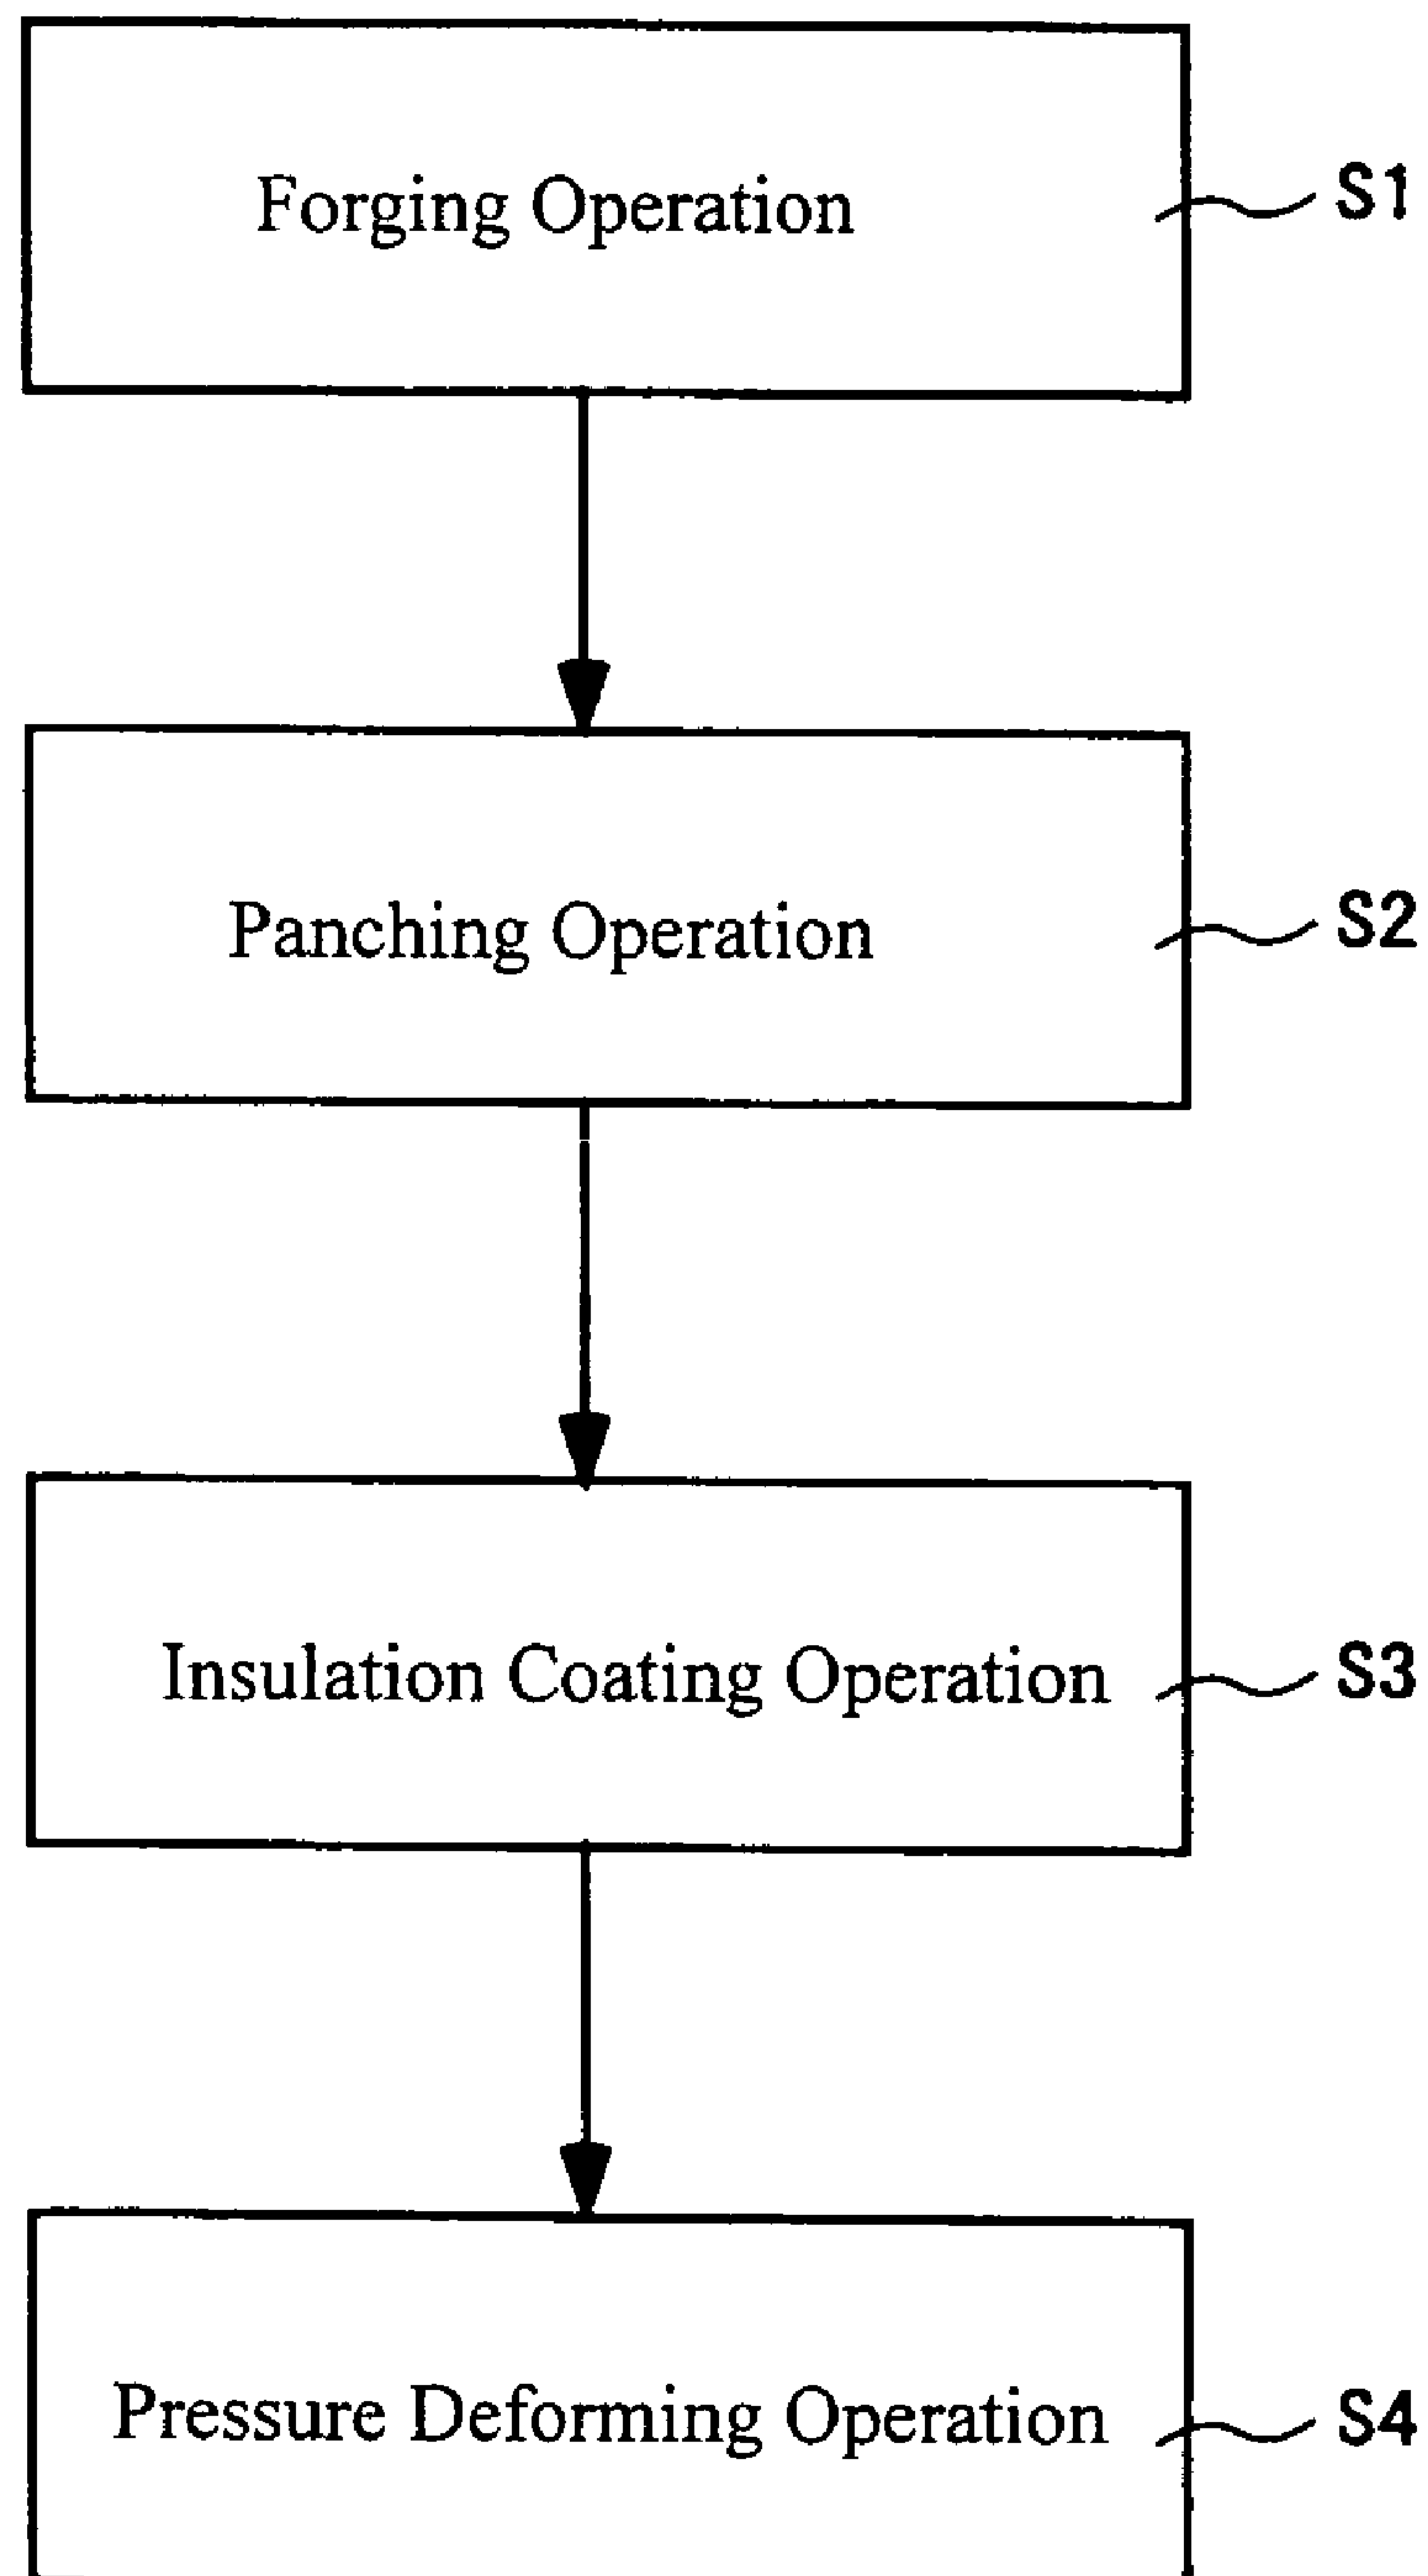 Forging Operation S1
Panching Operation S2
Insulation Coating Operation S3
Pressure Deforming Operation S4